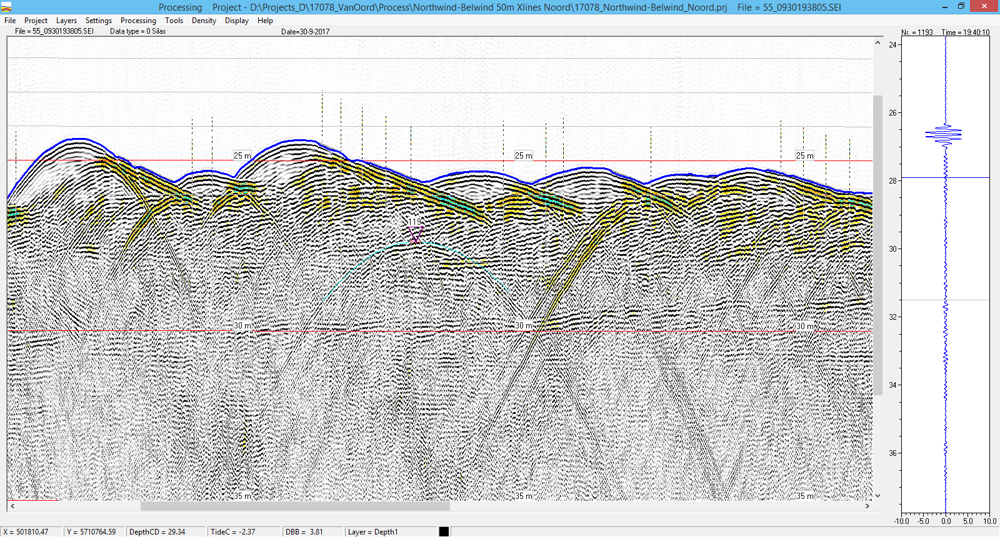 Processing Project - D:\Projects_D\17078_VanOord\Process\Northwind-Belwind 50m Xlines Noord\17078_Northwind-Belwind_Noord.prj File = 55_0930193805.SEI
File Project Layers Settings Processing Tools Density Display Help
File = 55_0930193805.SEI Data type = 0 Silas Date=30-9-2017
Nr. = 1193 Time = 19:40:10
24
26
25 m 25 m 25 m
28
119
30
30 m 30 m 30 m
32
34
36
35 m 35 m 35 m
-10.0 -5.0 0.0 5.0 10.0
X = 501810.47 Y = 5710764.59 DepthCD = 29.34 TideC = -2.37 DBB = 3.81 Layer = Depth1